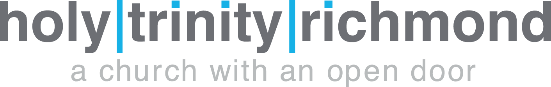 holy|trinity|richmond
a church with an open door